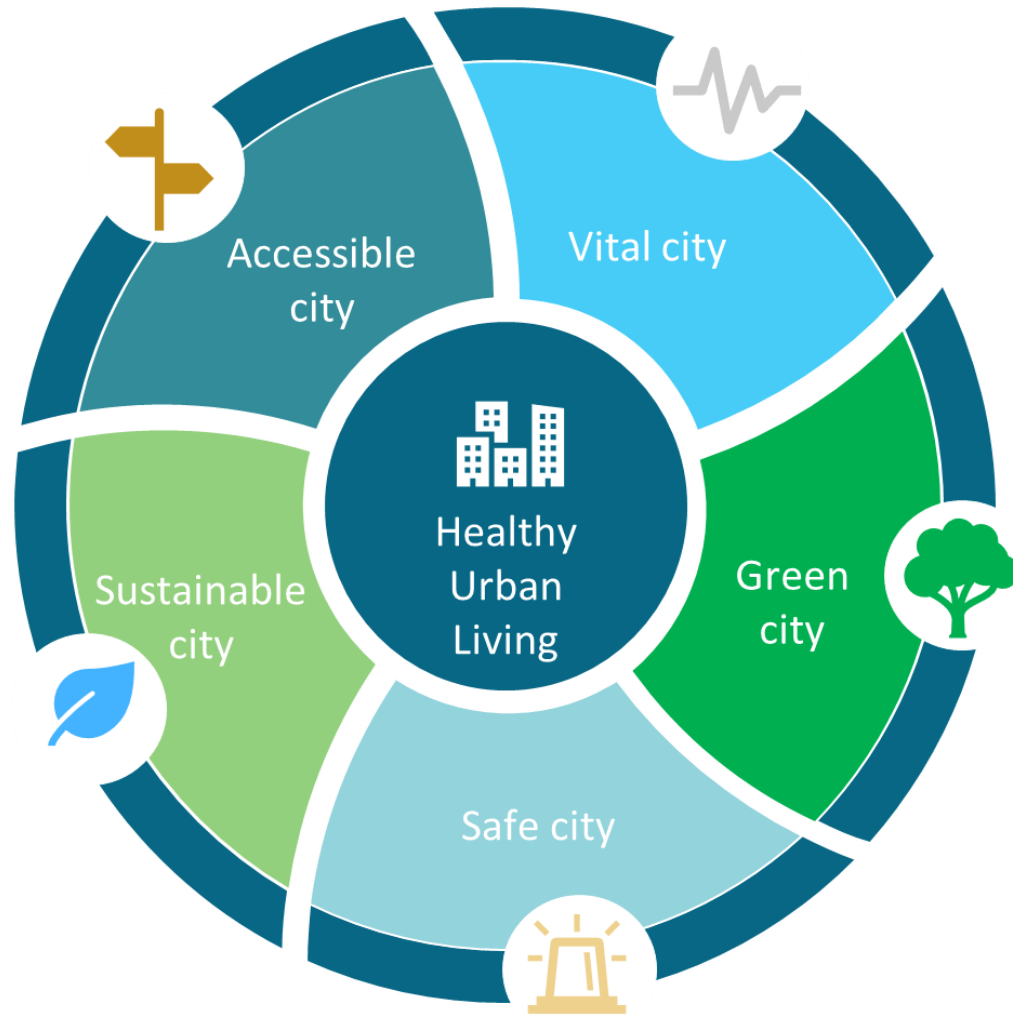 Accessible
city
Vital city
Healthy
Urban
Living
Green
city
Sustainable
city
Safe city